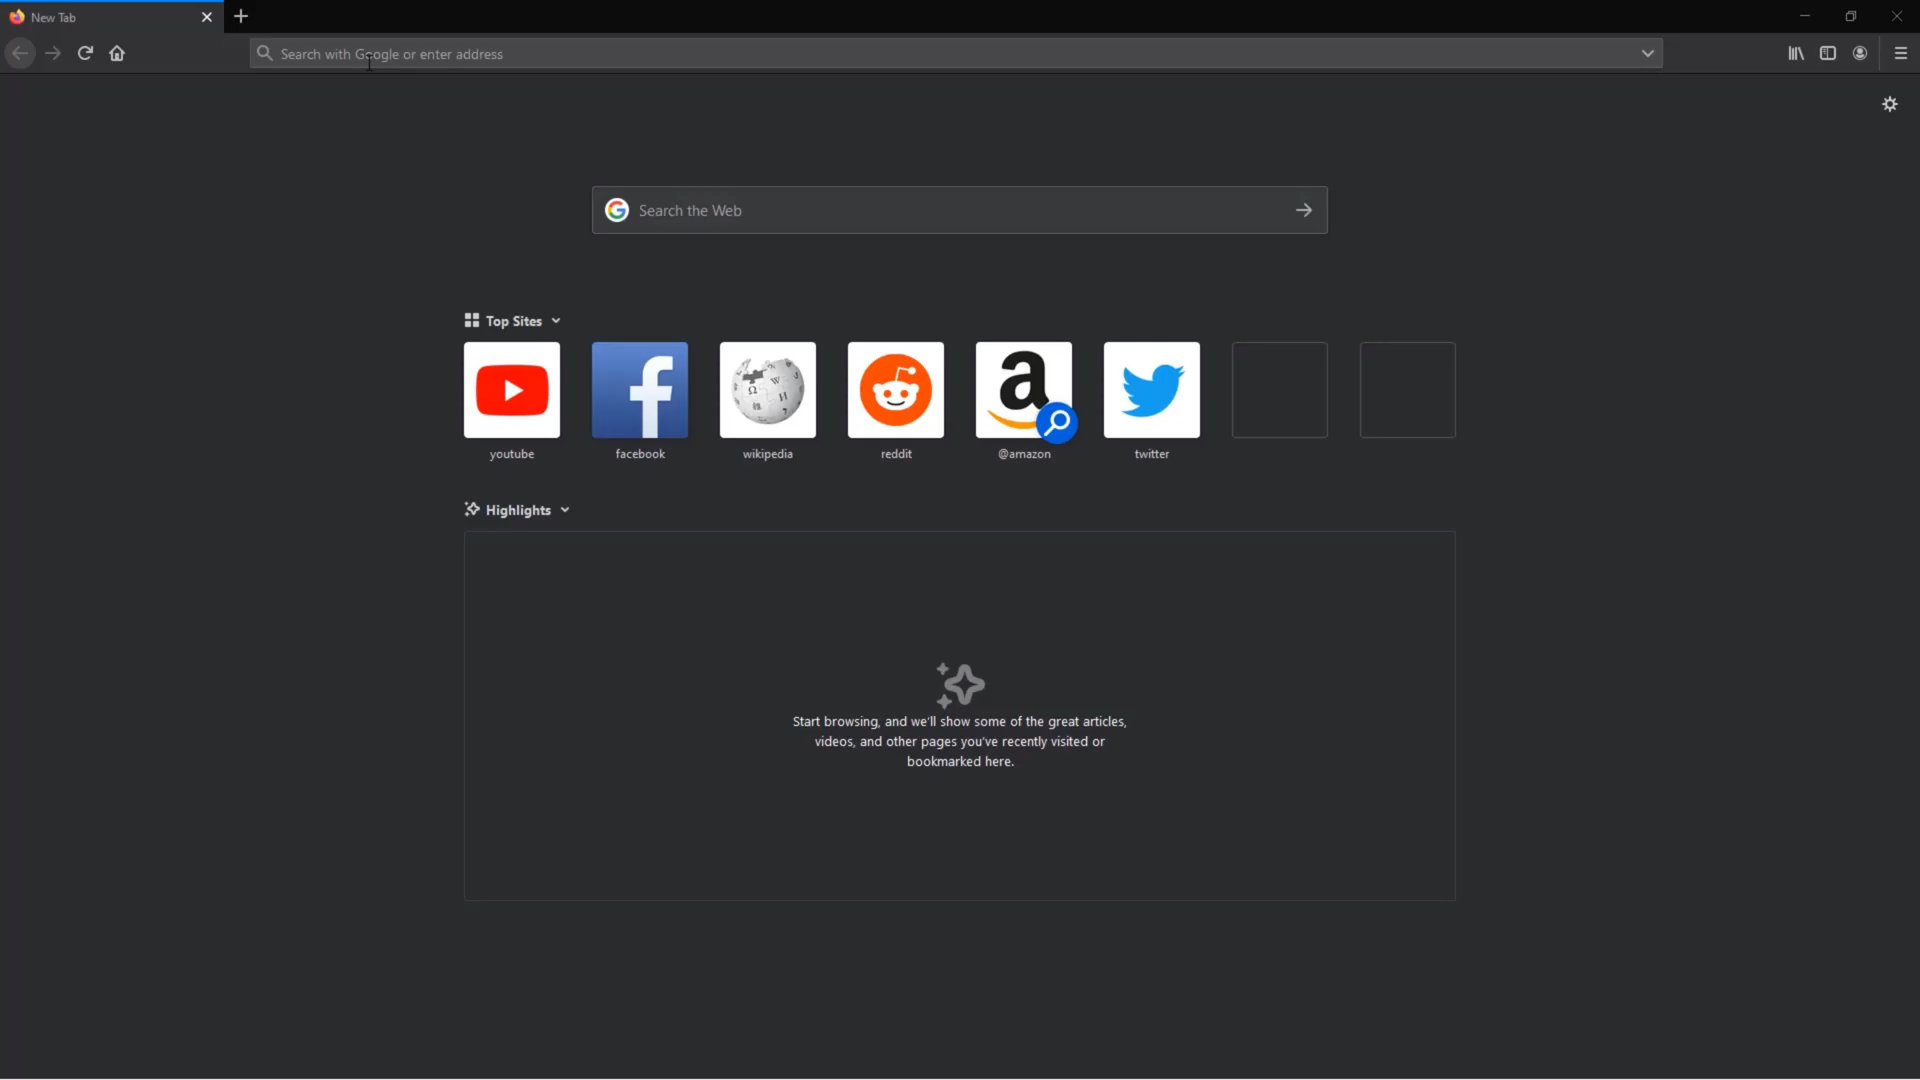 New Tab
Search with Google or enter address
Search the Web
Top Sites
youtube
facebook
wikipedia
reddit
@amazon
twitter
Highlights
Start browsing, and we'll show some of the great articles,
videos, and other pages you've recently visited or
bookmarked here.